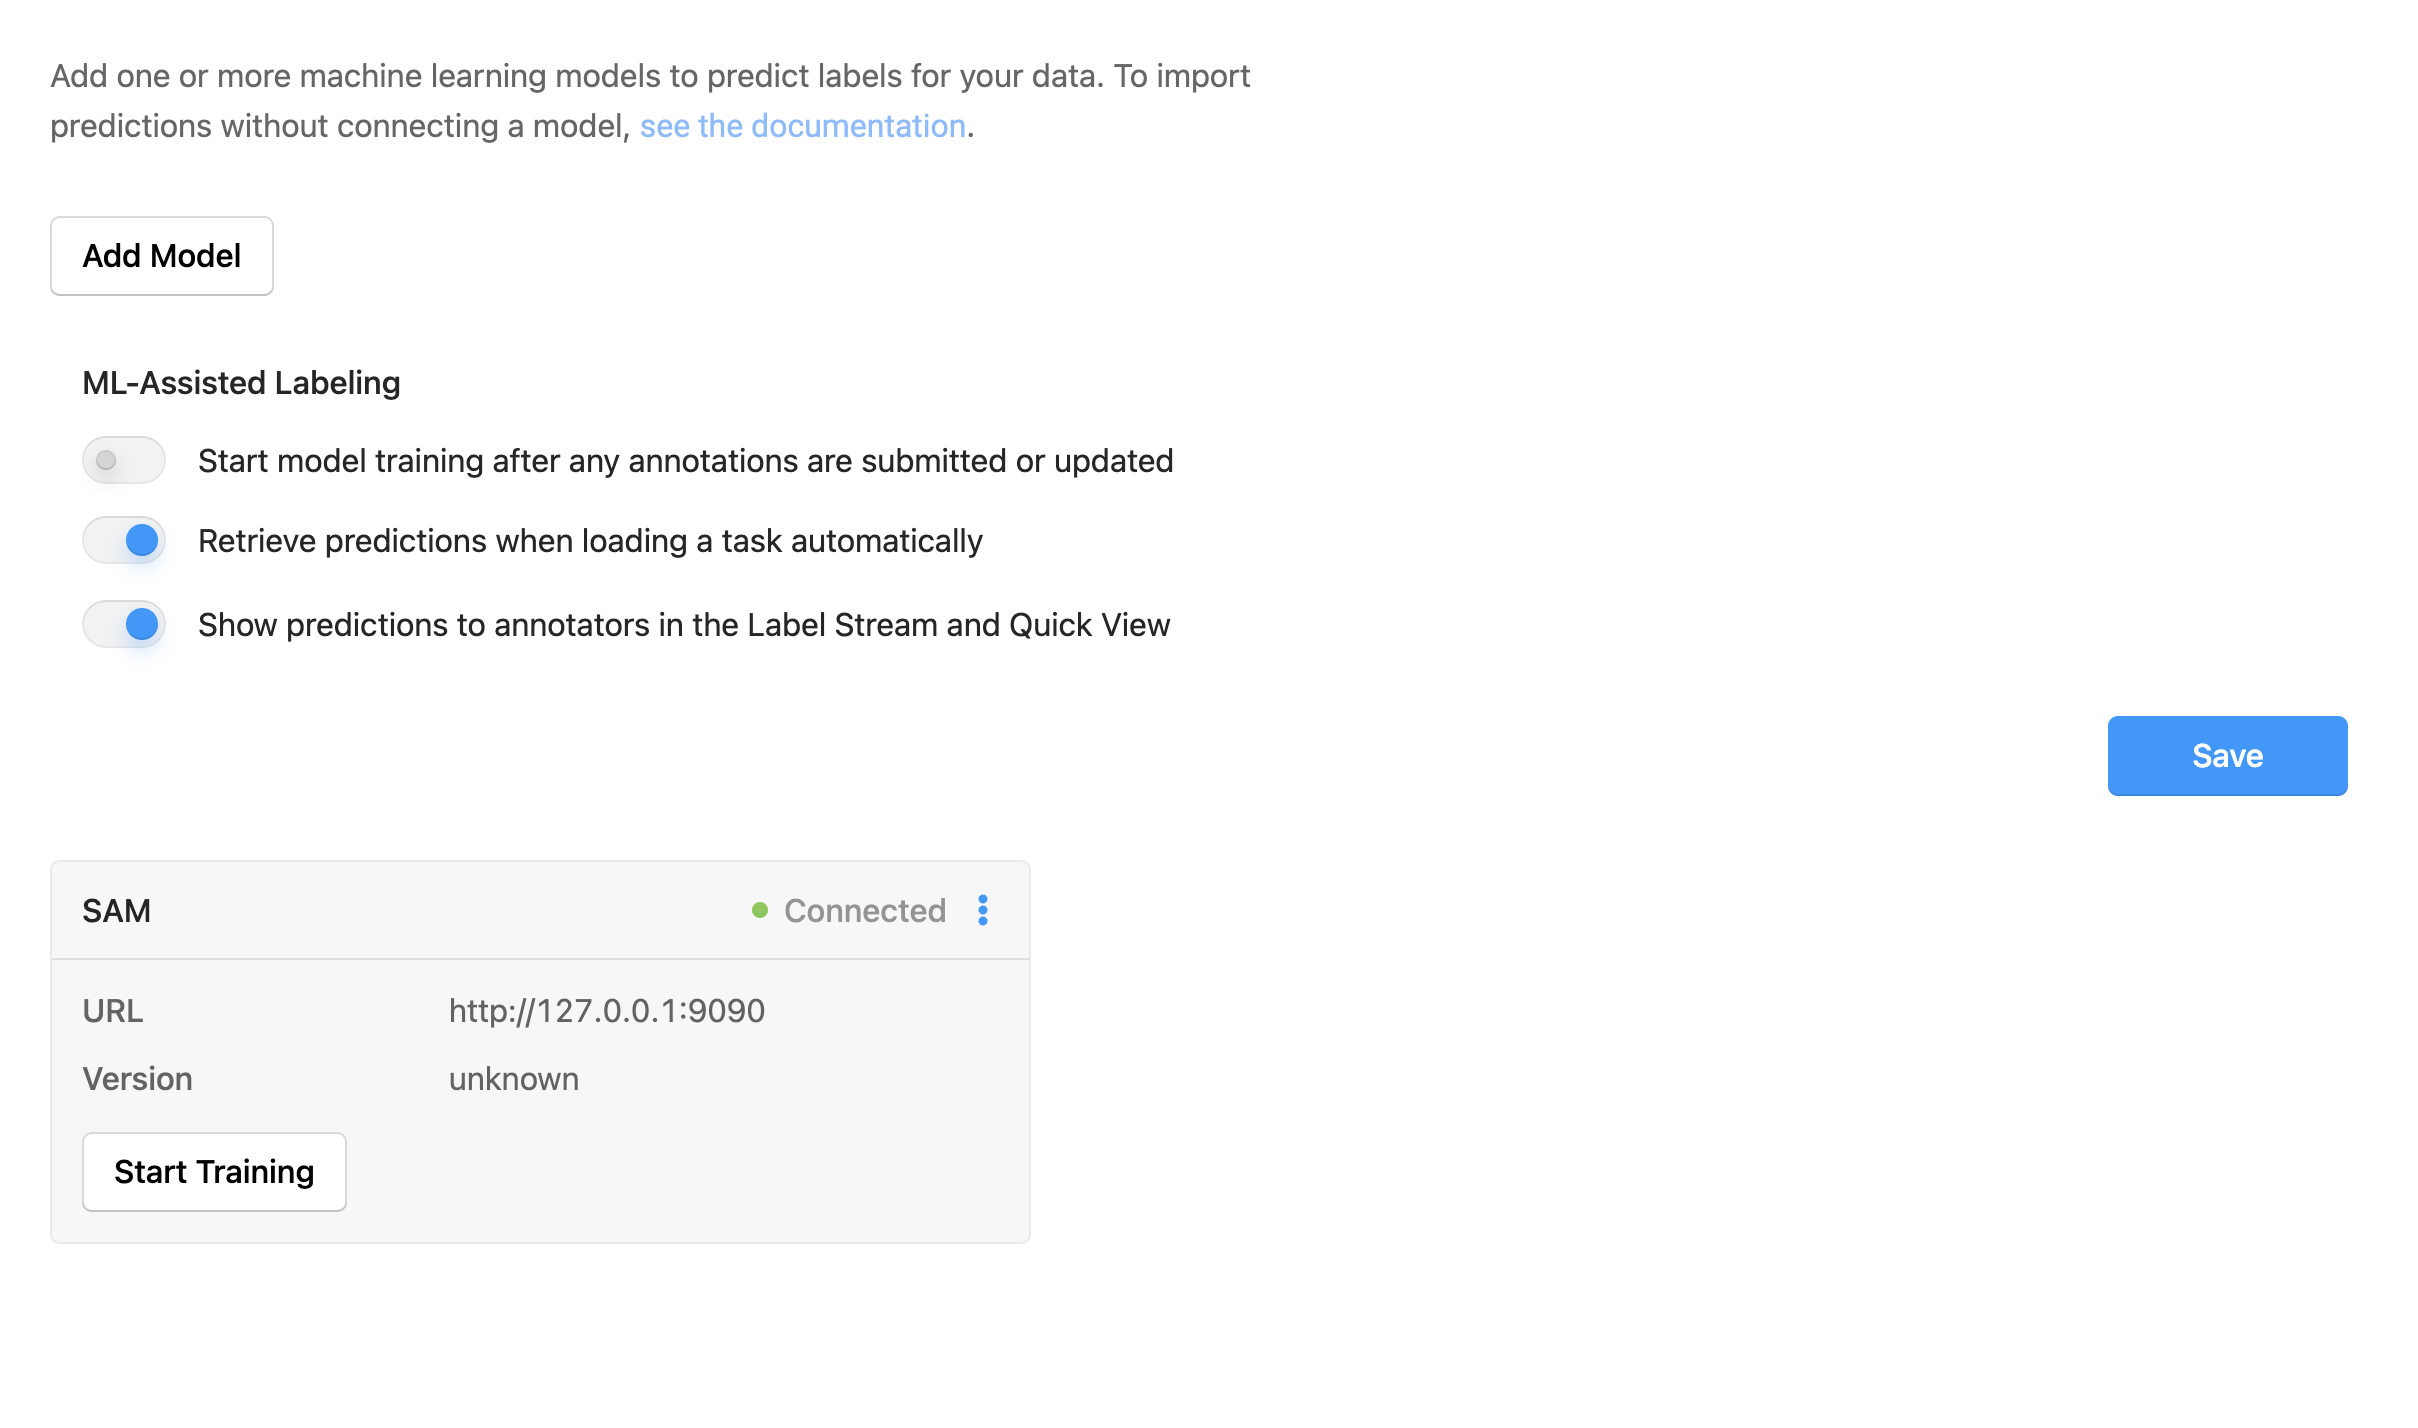 Add one or more machine learning models to predict labels for your data. To import
predictions without connecting a model, see the documentation.
Add Model
ML-Assisted Labeling
Start model training after any annotations are submitted or updated
Retrieve predictions when loading a task automatically
Show predictions to annotators in the Label Stream and Quick View
Save
SAM Connected
URL http://127.0.0.1:9090
Version unknown
Start Training